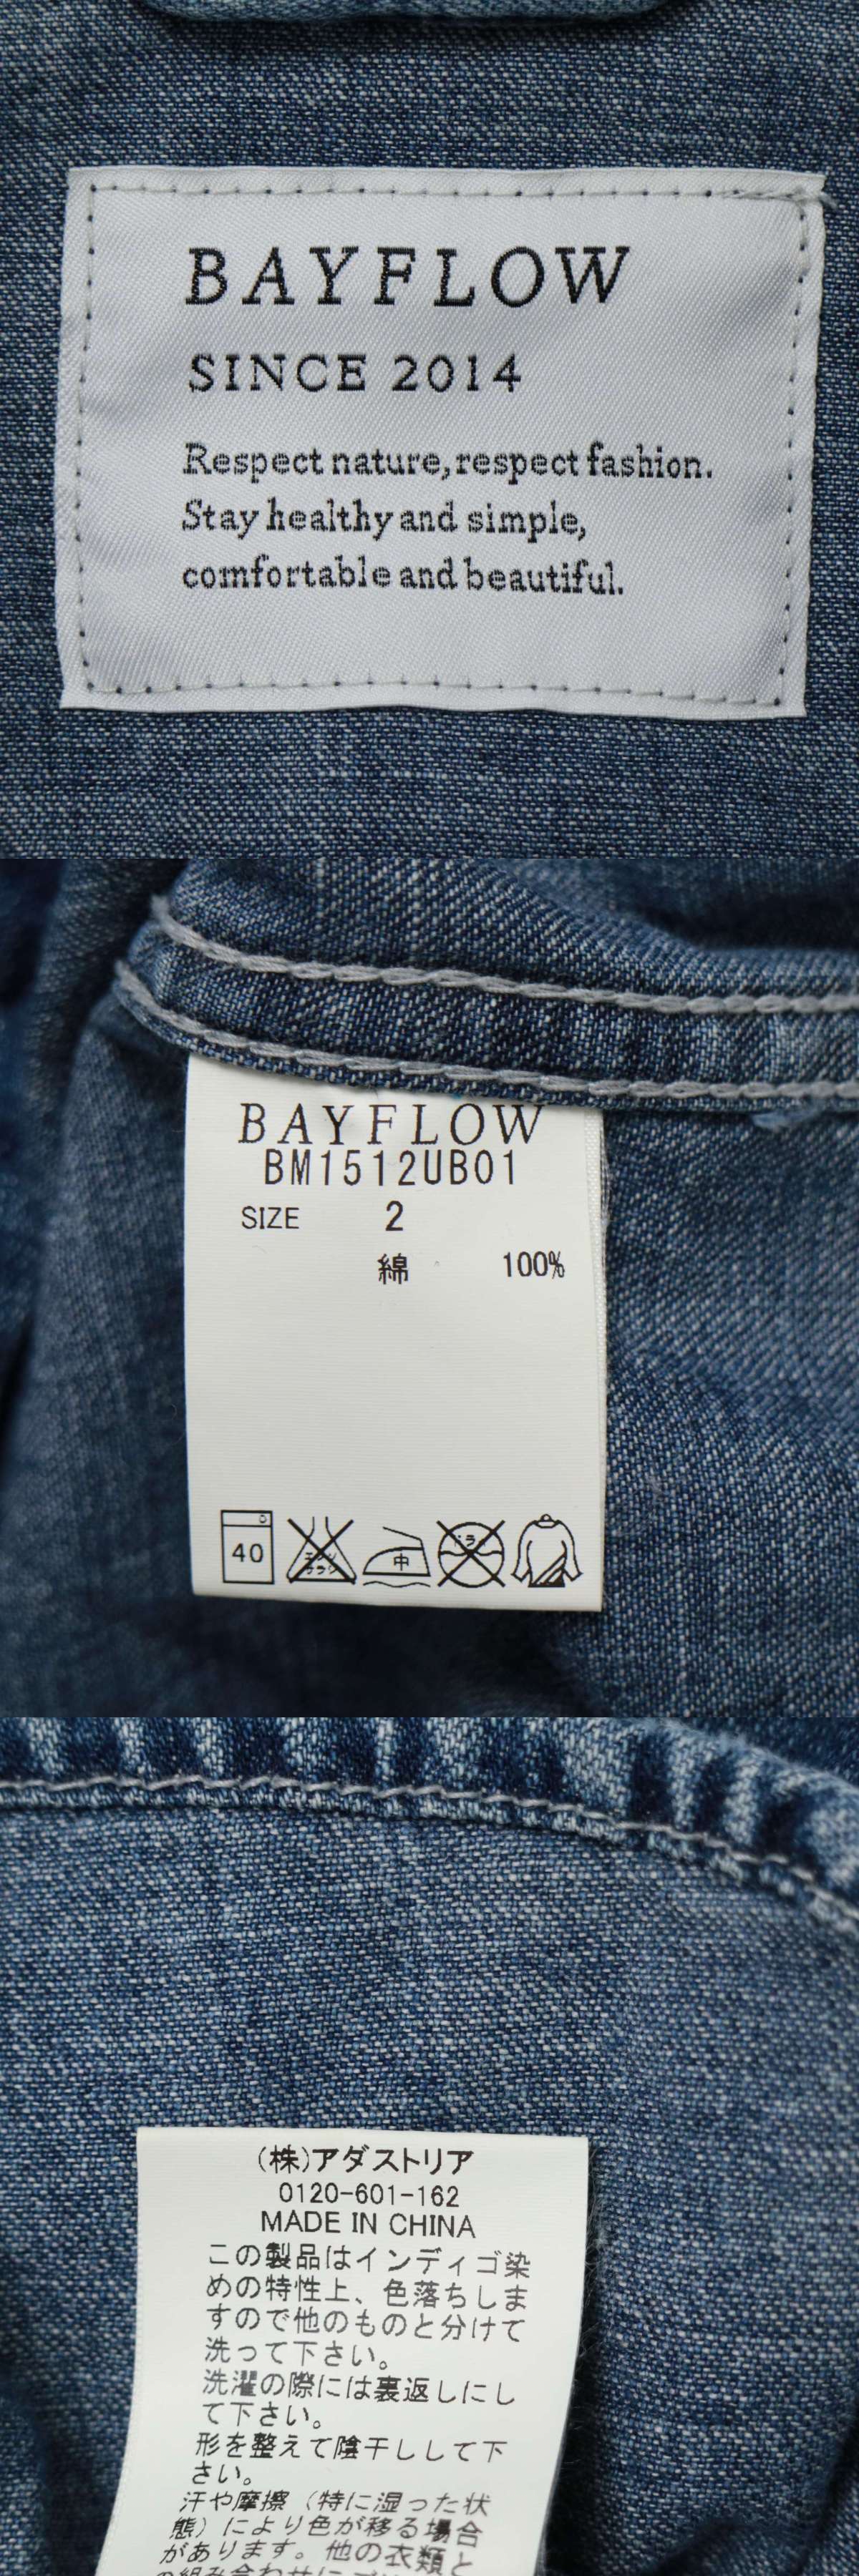 BAYFLOW
SINCE 2014
Respect nature, respect fashion.
Stay healthy and simple,
comfortable and beautiful.
BAYFLOW
BM1512UB01
SIZE 2
綿 100%
40 中
(株)アダストリア
0120-601-162
MADE IN CHINA
この製品はインディゴ染
めの特性上、色落ちしま
すので他のものと分けて
洗って下さい。
洗濯の際には裏返しにし
て下さい。
形を整えて陰干しして下
さい。
汗や摩擦（特に湿った状
態）により色が移る場合
があります。他の衣類と